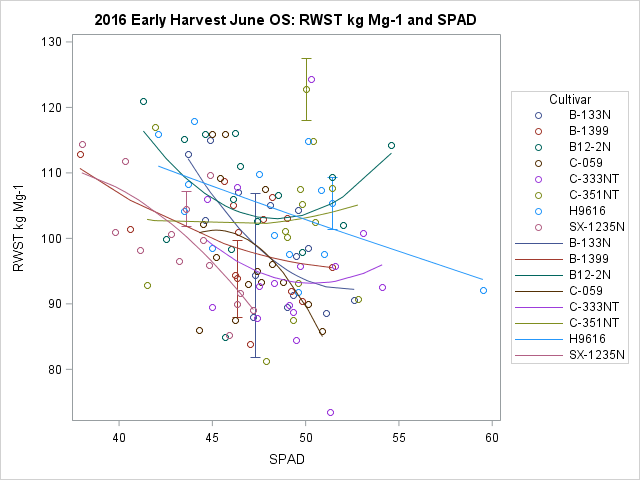 2016 Early Harvest June OS: RWST kg Mg-1 and SPAD
130
120
110
100
90
80
RWST kg Mg-1
40 45 50 55 60
SPAD
Cultivar
B-133N
B-1399
B12-2N
C-059
C-333NT
C-351NT
H9616
SX-1235N
B-133N
B-1399
B12-2N
C-059
C-333NT
C-351NT
H9616
SX-1235N